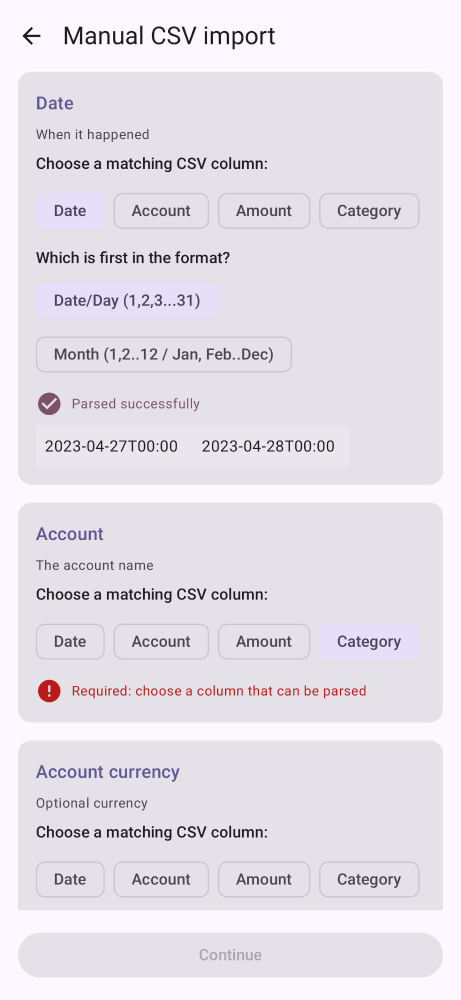 Manual CSV import
Date
When it happened
Choose a matching CSV column:
Date Account Amount Category
Which is first in the format?
Date/Day (1,2,3...31)
Month (1,2..12 / Jan, Feb..Dec)
Parsed successfully
2023-04-27T00:00 2023-04-28T00:00
Account
The account name
Choose a matching CSV column:
Date Account Amount Category
Required: choose a column that can be parsed
Account currency
Optional currency
Choose a matching CSV column:
Date Account Amount Category
Continue